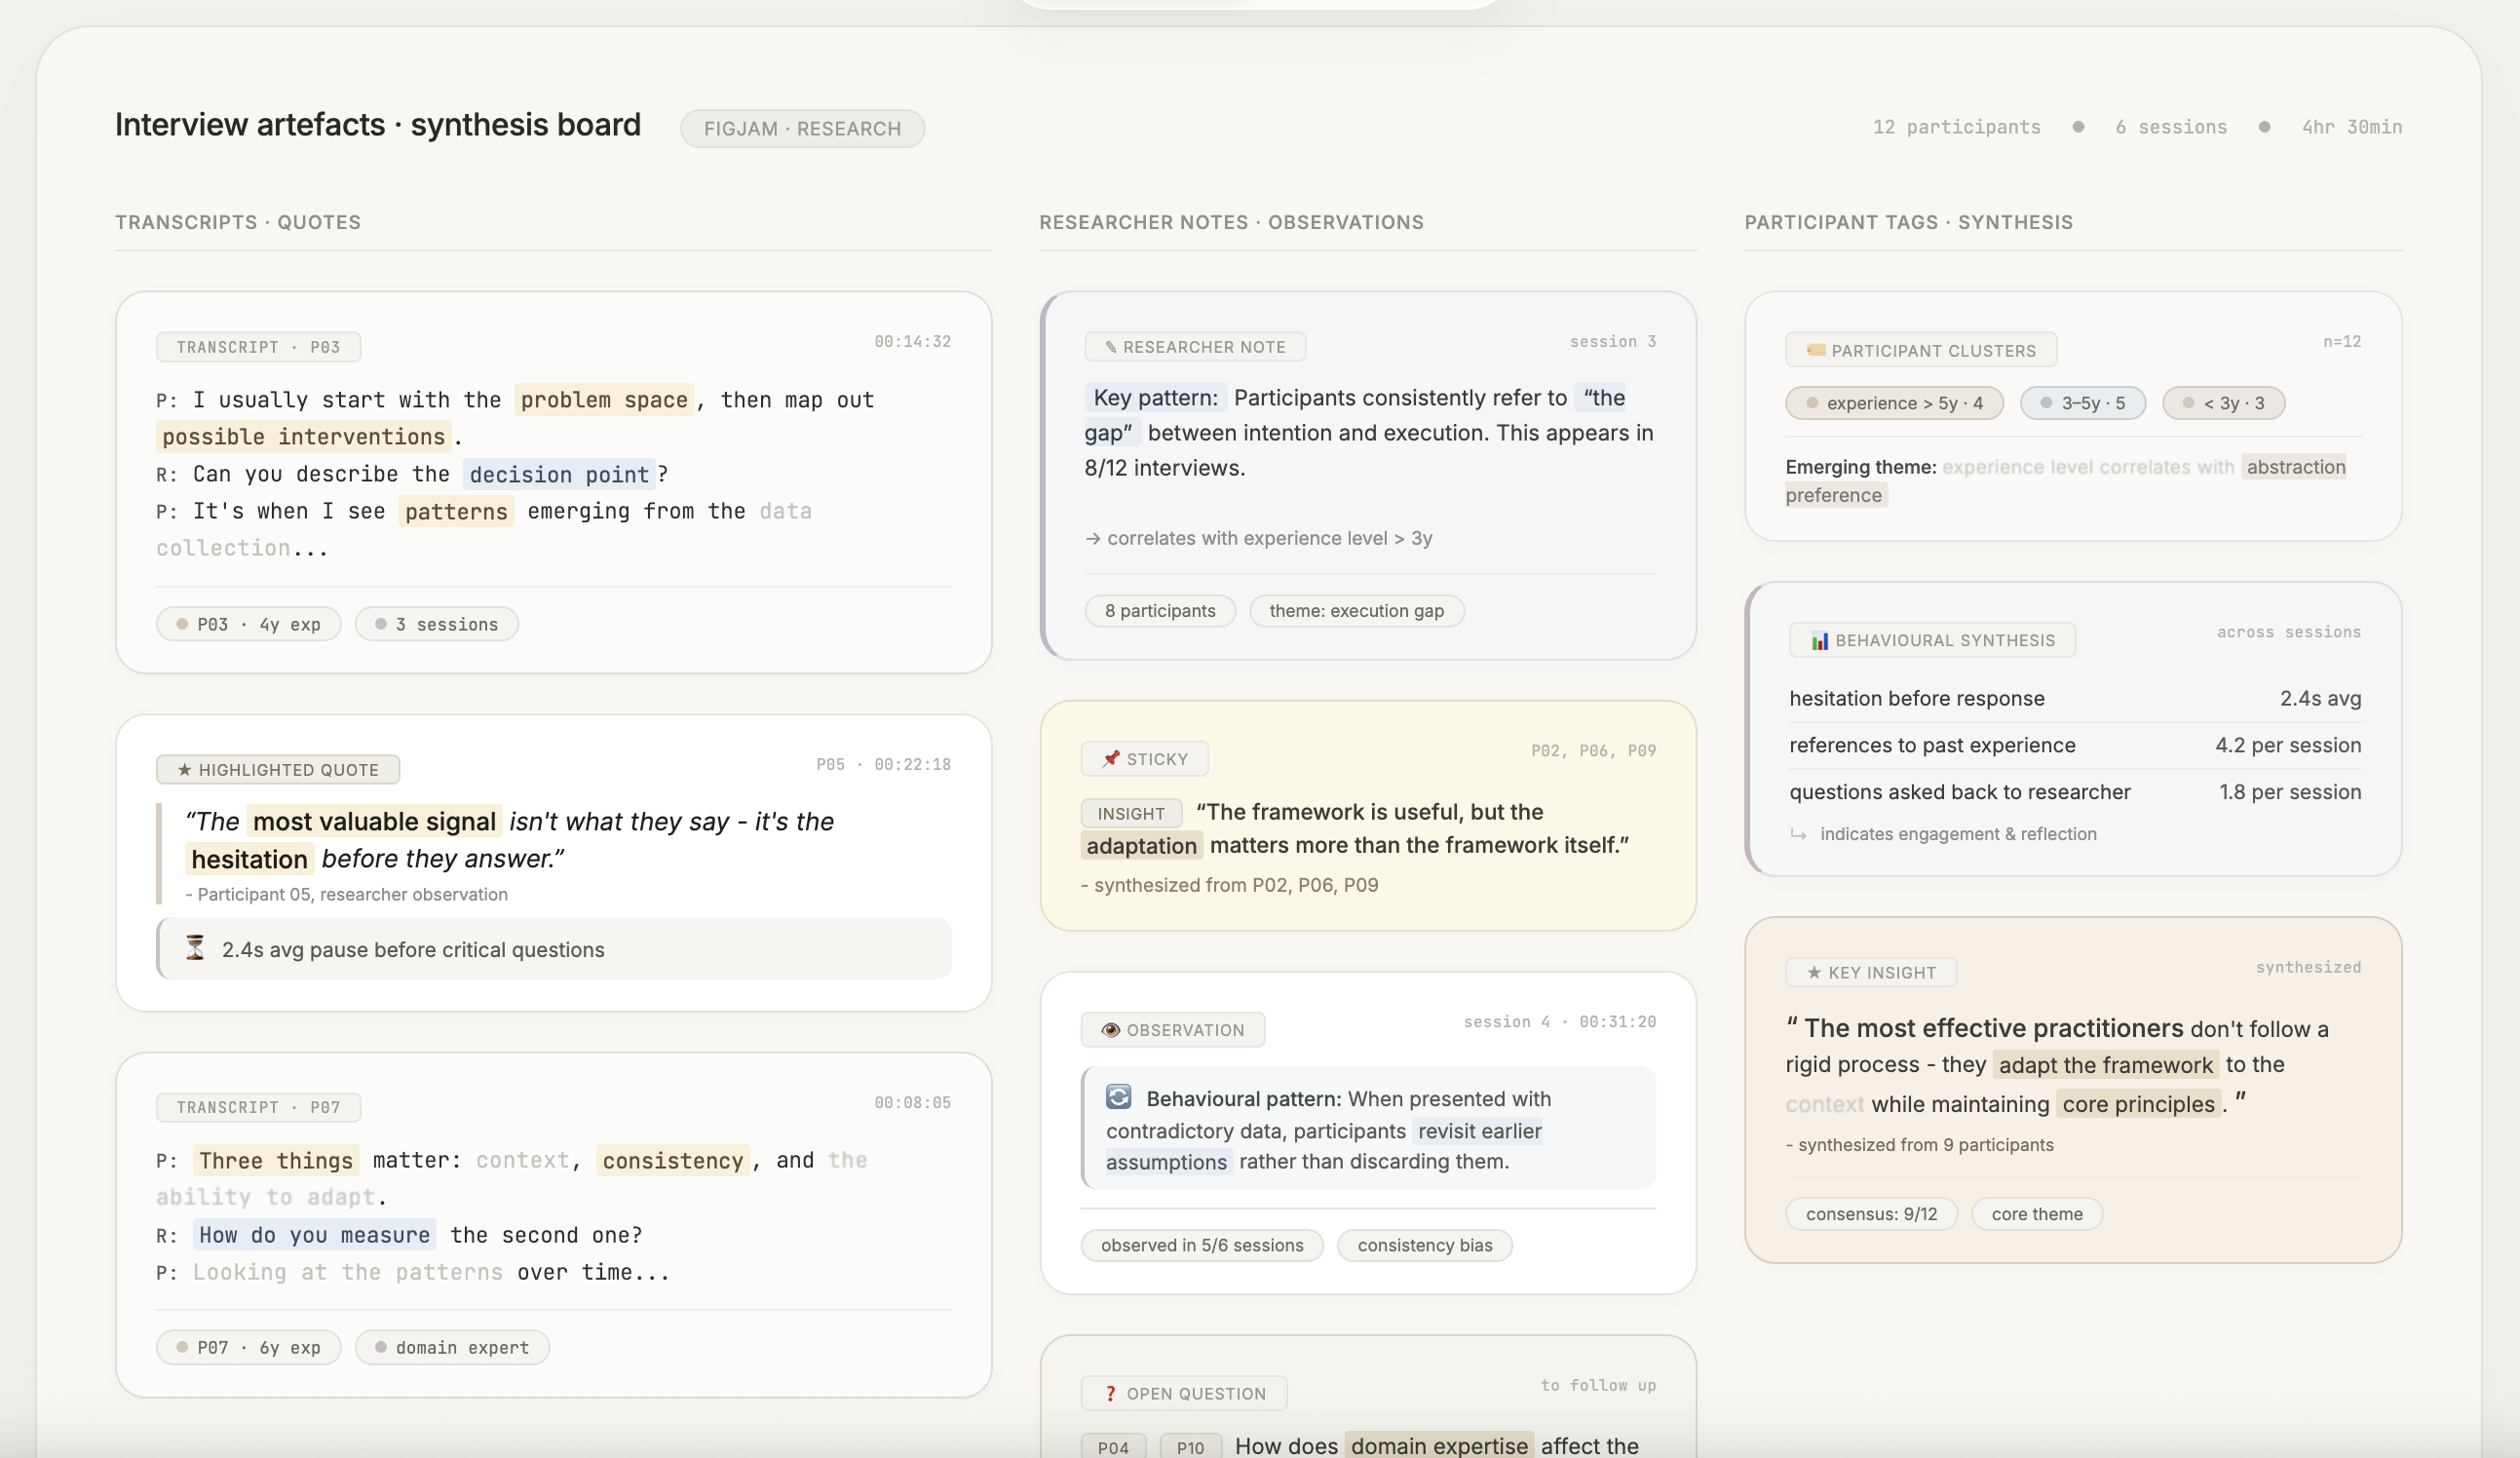 Interview artefacts · synthesis board
FIGJAM · RESEARCH
12 participants ● 6 sessions ● 4hr 30min
TRANSCRIPTS · QUOTES
TRANSCRIPT · P03
00:14:32
P: I usually start with the problem space, then map out
possible interventions.
R: Can you describe the decision point?
P: It's when I see patterns emerging from the data
collection...
P03 · 4y exp
3 sessions
★ HIGHLIGHTED QUOTE
P05 · 00:22:18
“The most valuable signal isn't what they say - it's the
hesitation before they answer.”
- Participant 05, researcher observation
⏳ 2.4s avg pause before critical questions
TRANSCRIPT · P07
00:08:05
P: Three things matter: context, consistency, and the
ability to adapt.
R: How do you measure the second one?
P: Looking at the patterns over time...
P07 · 6y exp
domain expert
RESEARCHER NOTES · OBSERVATIONS
✎ RESEARCHER NOTE
session 3
Key pattern: Participants consistently refer to “the
gap” between intention and execution. This appears in
8/12 interviews.
→ correlates with experience level > 3y
8 participants
theme: execution gap
📌 STICKY
P02, P06, P09
INSIGHT “The framework is useful, but the
adaptation matters more than the framework itself.”
- synthesized from P02, P06, P09
👁 OBSERVATION
session 4 · 00:31:20
🔄 Behavioural pattern: When presented with
contradictory data, participants revisit earlier
assumptions rather than discarding them.
observed in 5/6 sessions
consistency bias
❓ OPEN QUESTION
to follow up
P04 P10 How does domain expertise affect the
PARTICIPANT TAGS · SYNTHESIS
🏷 PARTICIPANT CLUSTERS
n=12
experience > 5y · 4
3–5y · 5
< 3y · 3
Emerging theme: experience level correlates with abstraction
preference
📊 BEHAVIOURAL SYNTHESIS
across sessions
hesitation before response 2.4s avg
references to past experience 4.2 per session
questions asked back to researcher 1.8 per session
↳ indicates engagement & reflection
★ KEY INSIGHT
synthesized
“ The most effective practitioners don't follow a
rigid process - they adapt the framework to the
context while maintaining core principles. ”
- synthesized from 9 participants
consensus: 9/12
core theme